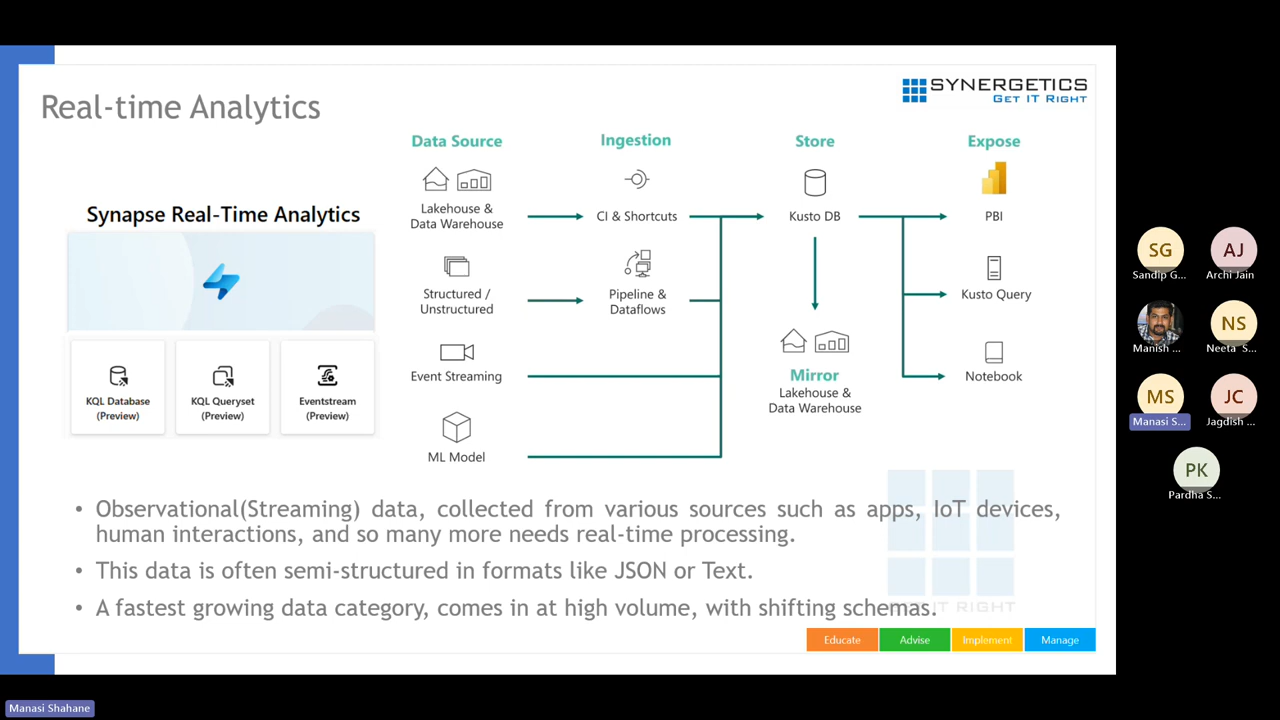 Real-time Analytics
SYNERGETICS
GET IT RIGHT
Synapse Real-Time Analytics
KQL Database
(Preview)
KQL Queryset
(Preview)
Eventstream
(Preview)
Data Source
Ingestion
Store
Expose
Lakehouse &
Data Warehouse
CI & Shortcuts
Kusto DB
PBI
Structured /
Unstructured
Pipeline &
Dataflows
Kusto Query
Event Streaming
Mirror
Lakehouse &
Data Warehouse
Notebook
ML Model
• Observational(Streaming) data, collected from various sources such as apps, IoT devices,
human interactions, and so many more needs real-time processing.
• This data is often semi-structured in formats like JSON or Text.
• A fastest growing data category, comes in at high volume, with shifting schemas.
IT RIGHT
Educate
Advise
Implement
Manage
SG
Sandip G...
AJ
Archi Jain
Manish ...
NS
Neeta S...
MS
Manasi S...
JC
Jagdish ...
PK
Pardha S...
Manasi Shahane